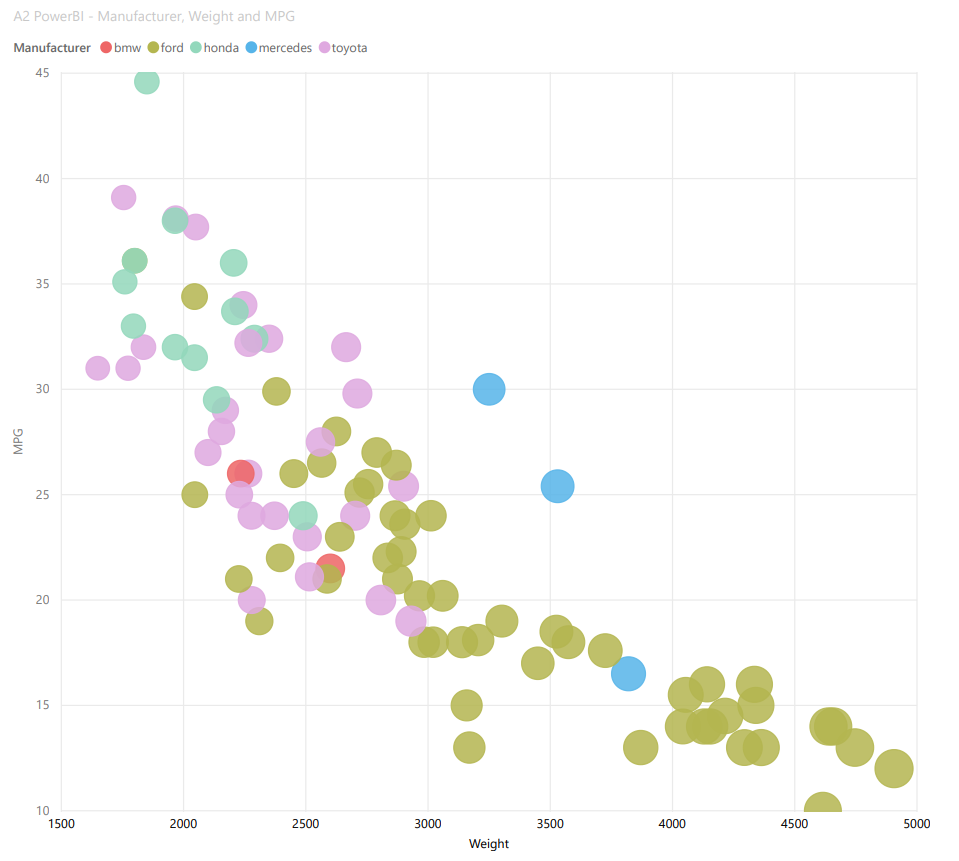 A2 PowerBI - Manufacturer, Weight and MPG
Manufacturer bmw ford honda mercedes toyota
45
40
35
30
25
20
15
10
MPG
1500 2000 2500 3000 3500 4000 4500 5000
Weight